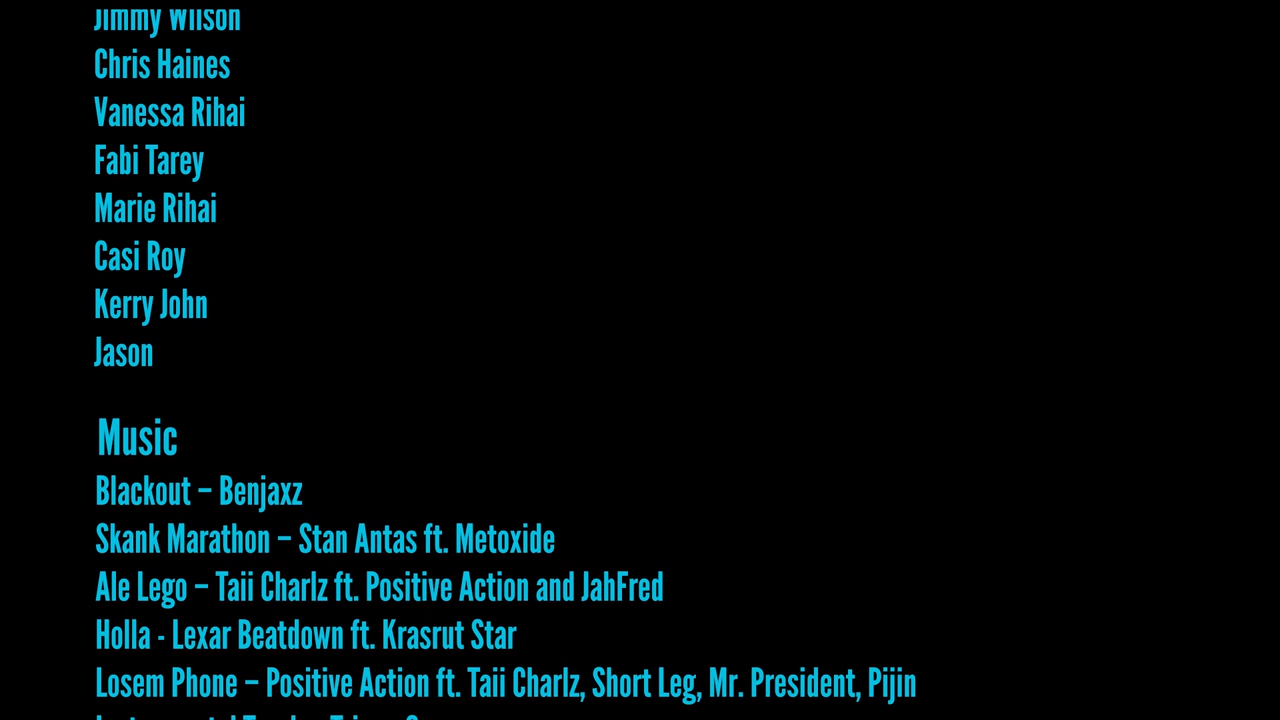 Jimmy Wilson
Chris Haines
Vanessa Rihai
Fabi Tarey
Marie Rihai
Casi Roy
Kerry John
Jason
Music
Blackout – Benjaxz
Skank Marathon – Stan Antas ft. Metoxide
Ale Lego – Taii Charlz ft. Positive Action and JahFred
Holla - Lexar Beatdown ft. Krasrut Star
Losem Phone – Positive Action ft. Taii Charlz, Short Leg, Mr. President, Pijin